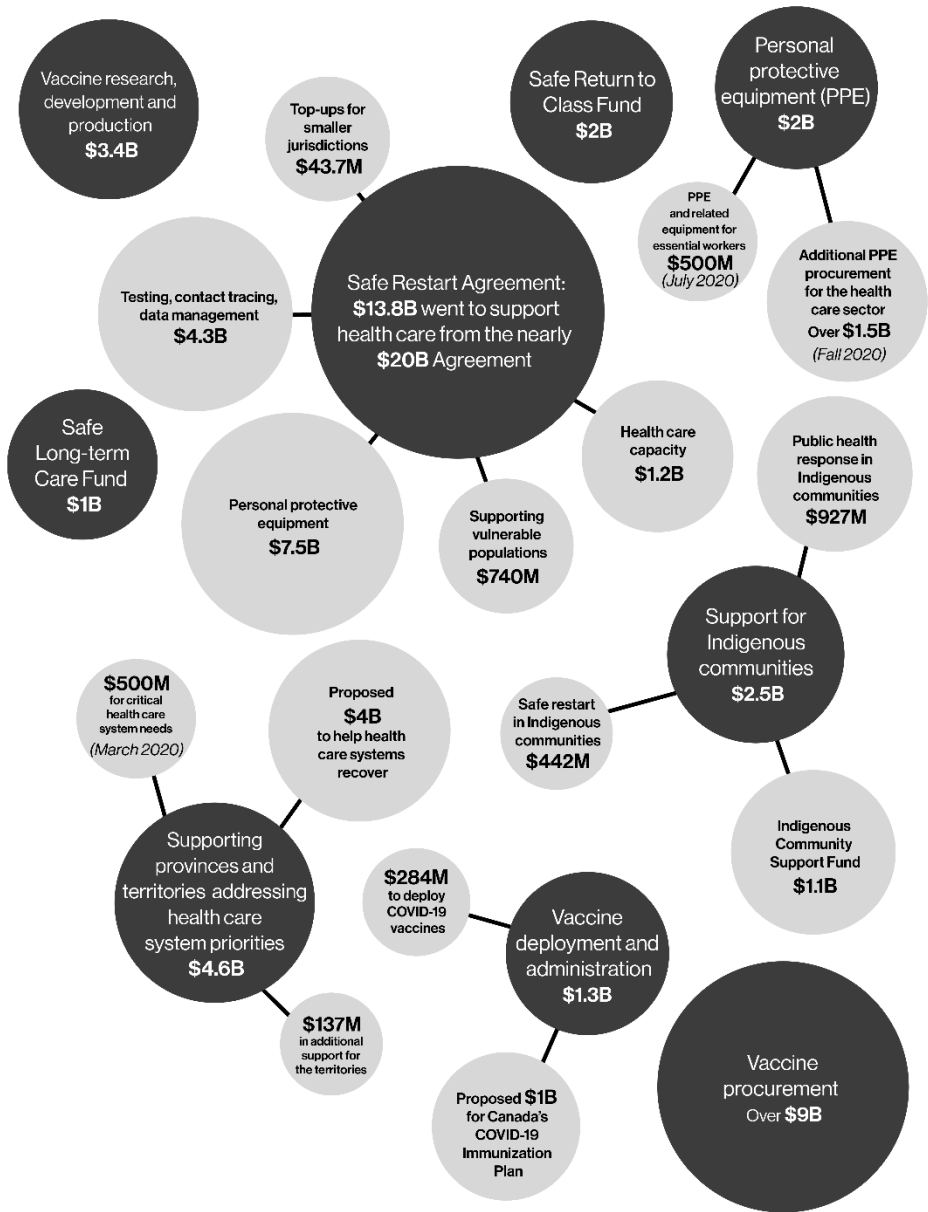 Vaccine research,
development and
production
$3.4B
Top-ups for
smaller
jurisdictions
$43.7M
Safe Return to
Class Fund
$2B
Personal
protective
equipment (PPE)
$2B
PPE
and related
equipment for
essential workers
$500M
(July 2020)
Additional PPE
procurement
for the health
care sector
Over $1.5B
(Fall 2020)
Testing, contact tracing,
data management
$4.3B
Safe Restart Agreement:
$13.8B went to support
health care from the nearly
$20B Agreement
Safe
Long-term
Care Fund
$1B
Personal protective
equipment
$7.5B
Supporting
vulnerable
populations
$740M
Health care
capacity
$1.2B
Public health
response in
Indigenous
communities
$927M
Support for
Indigenous
communities
$2.5B
Safe restart
in Indigenous
communities
$442M
Indigenous
Community
Support Fund
$1.1B
$500M
for critical
health care
system needs
(March 2020)
Proposed
$4B
to help health
care systems
recover
Supporting
provinces and
territories addressing
health care
system priorities
$4.6B
$137M
in additional
support for
the territories
$284M
to deploy
COVID-19
vaccines
Vaccine
deployment and
administration
$1.3B
Proposed $1B
for Canada's
COVID-19
Immunization
Plan
Vaccine
procurement
Over $9B